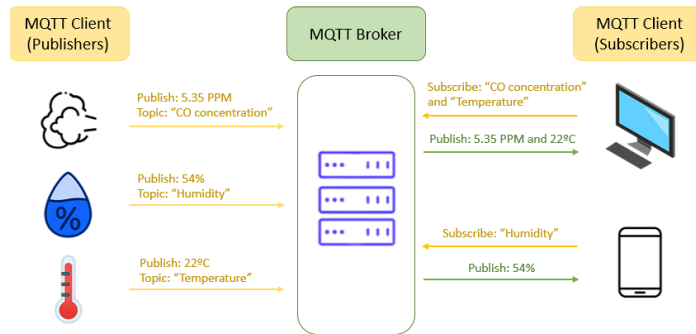 MQTT Client
(Publishers)
MQTT Broker
MQTT Client
(Subscribers)
Publish: 5.35 PPM
Topic: “CO concentration”
Subscribe: “CO concentration”
and “Temperature”
Publish: 5.35 PPM and 22ºC
%
Publish: 54%
Topic: “Humidity”
Subscribe: “Humidity”
Publish: 54%
Publish: 22ºC
Topic: “Temperature”